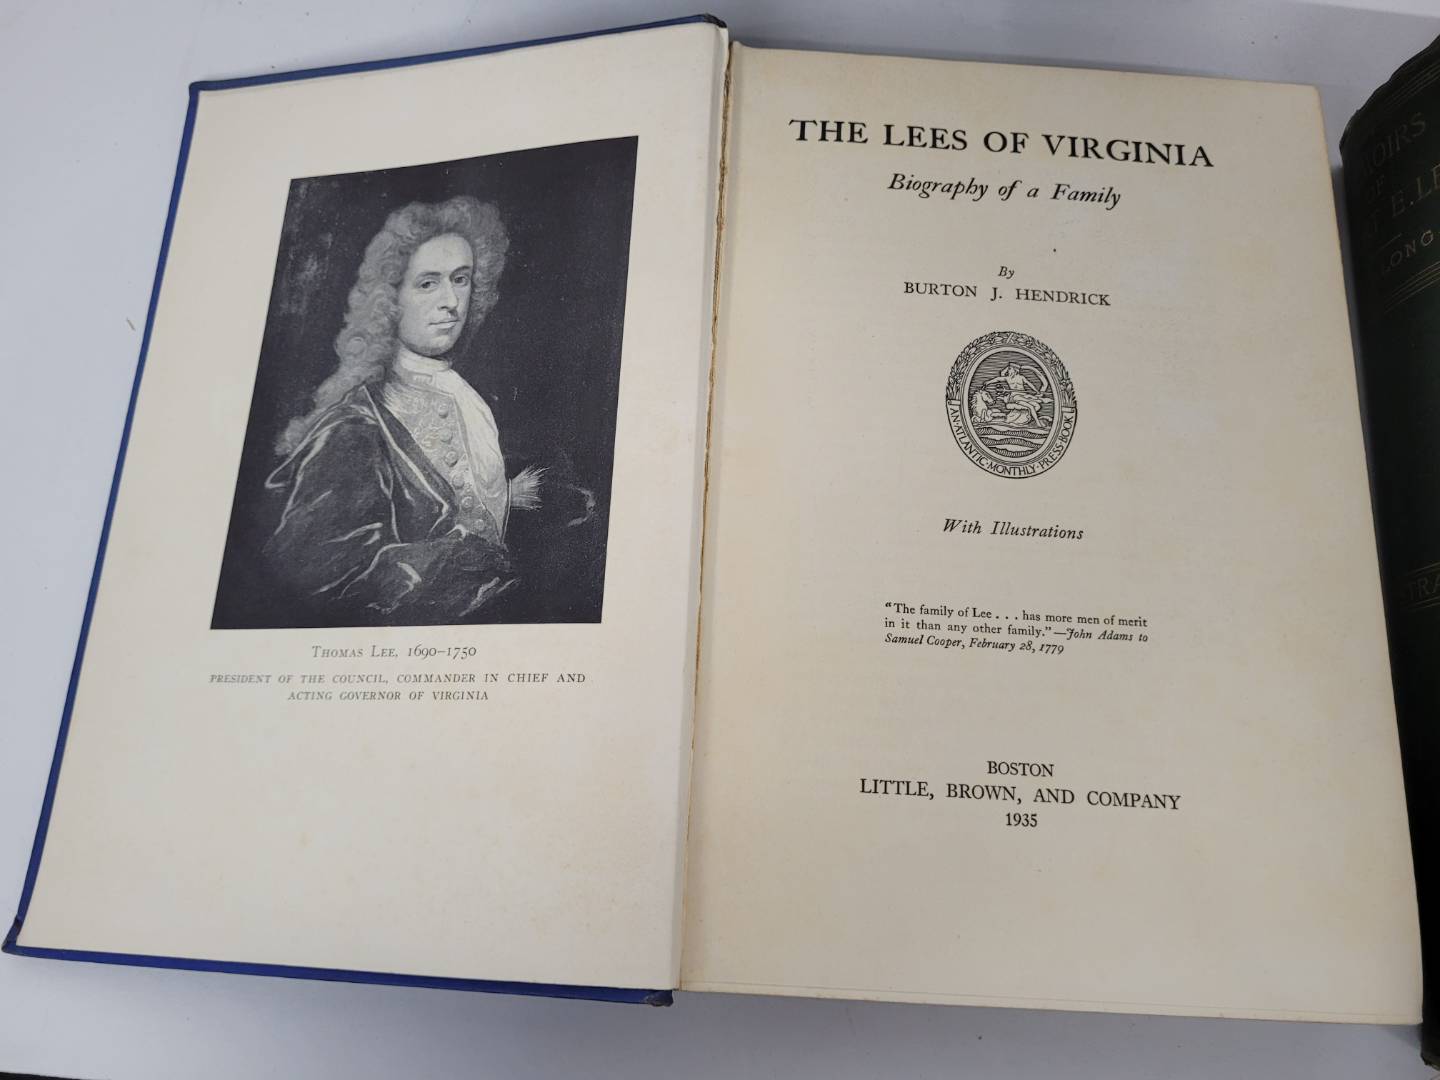 THOMAS LEE, 1690–1750
PRESIDENT OF THE COUNCIL, COMMANDER IN CHIEF AND
ACTING GOVERNOR OF VIRGINIA
THE LEES OF VIRGINIA
Biography of a Family
By
BURTON J. HENDRICK
AN·ATLANTIC·MONTHLY·PRESS·BOOK
With Illustrations
"The family of Lee . . . has more men of merit
in it than any other family."—John Adams to
Samuel Cooper, February 28, 1779
BOSTON
LITTLE, BROWN, AND COMPANY
1935
OF
E. LE
LONG